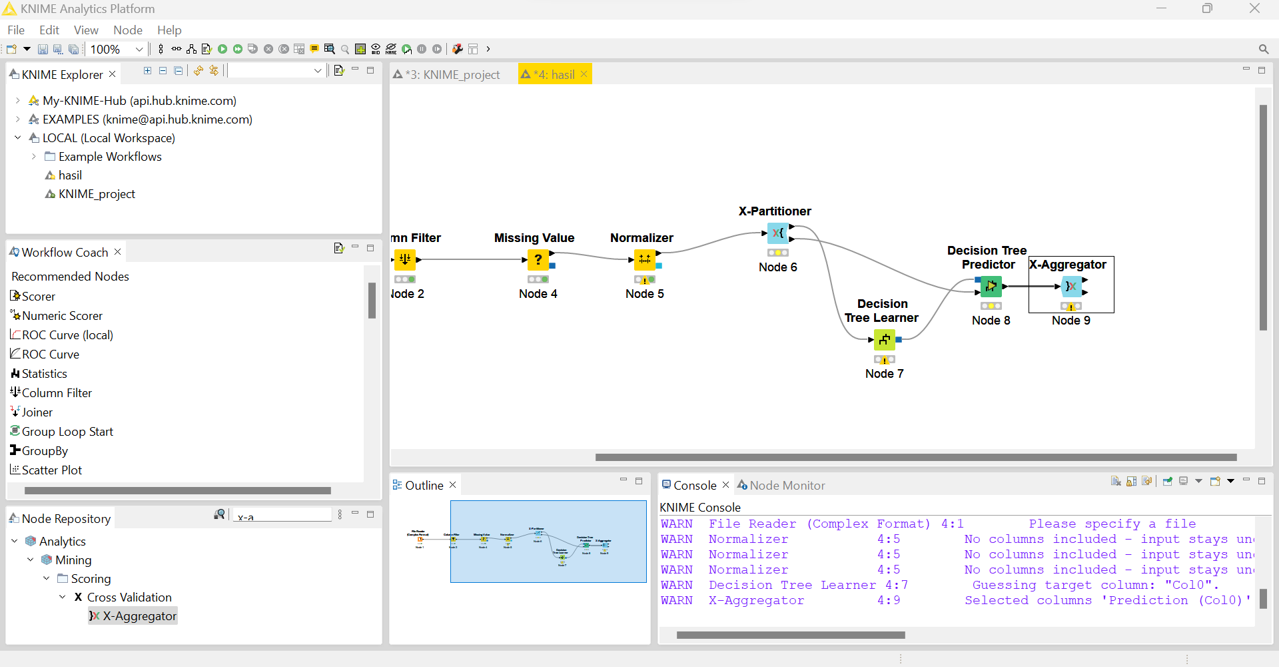 KNIME Analytics Platform
File Edit View Node Help
100%
KNIME Explorer
My-KNIME-Hub (api.hub.knime.com)
EXAMPLES (knime@api.hub.knime.com)
LOCAL (Local Workspace)
Example Workflows
hasil
KNIME_project
Workflow Coach
Recommended Nodes
Scorer
Numeric Scorer
ROC Curve (local)
ROC Curve
Statistics
Column Filter
Joiner
Group Loop Start
GroupBy
Scatter Plot
Node Repository
x-a
Analytics
Mining
Scoring
Cross Validation
X-Aggregator
*3: KNIME_project
*4: hasil
mn Filter
Node 2
Missing Value
Node 4
Normalizer
Node 5
X-Partitioner
Node 6
Decision
Tree Learner
Node 7
Decision Tree
Predictor
Node 8
X-Aggregator
Node 9
Outline
Console
Node Monitor
KNIME Console
WARN File Reader (Complex Format) 4:1 Please specify a file
WARN Normalizer 4:5 No columns included - input stays un
WARN Normalizer 4:5 No columns included - input stays un
WARN Normalizer 4:5 No columns included - input stays un
WARN Decision Tree Learner 4:7 Guessing target column: "Col0".
WARN X-Aggregator 4:9 Selected columns 'Prediction (Col0)'